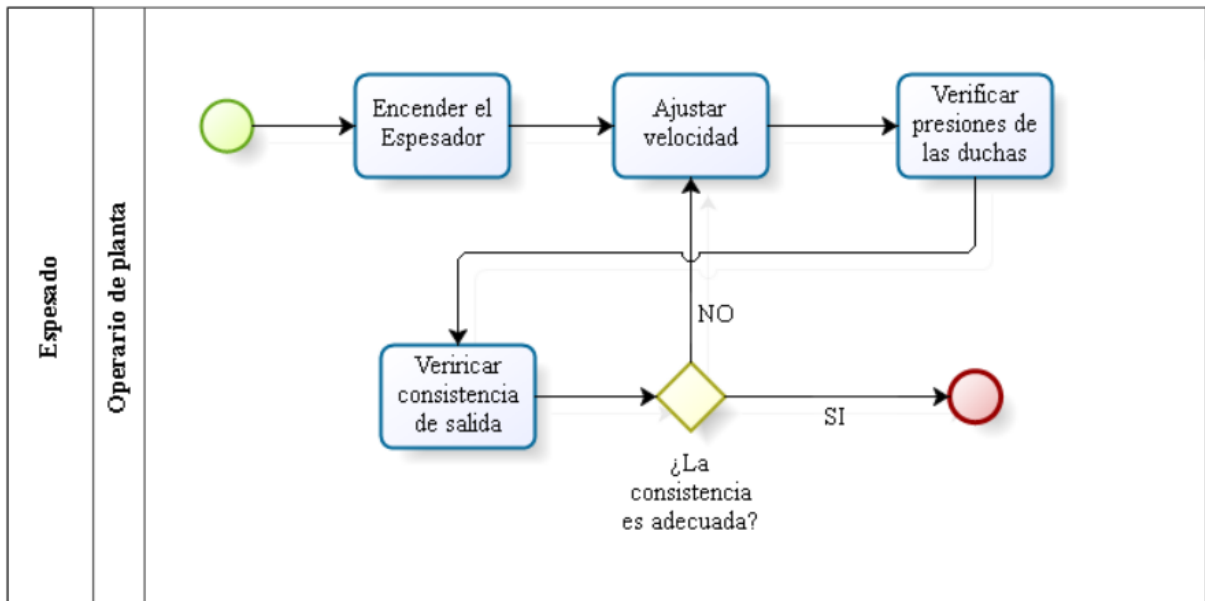 Espesado
Operario de planta
Encender el
Espesador
Ajustar
velocidad
Verificar
presiones de
las duchas
Veriricar
consistencia
de salida
NO
SI
¿La
consistencia
es adecuada?